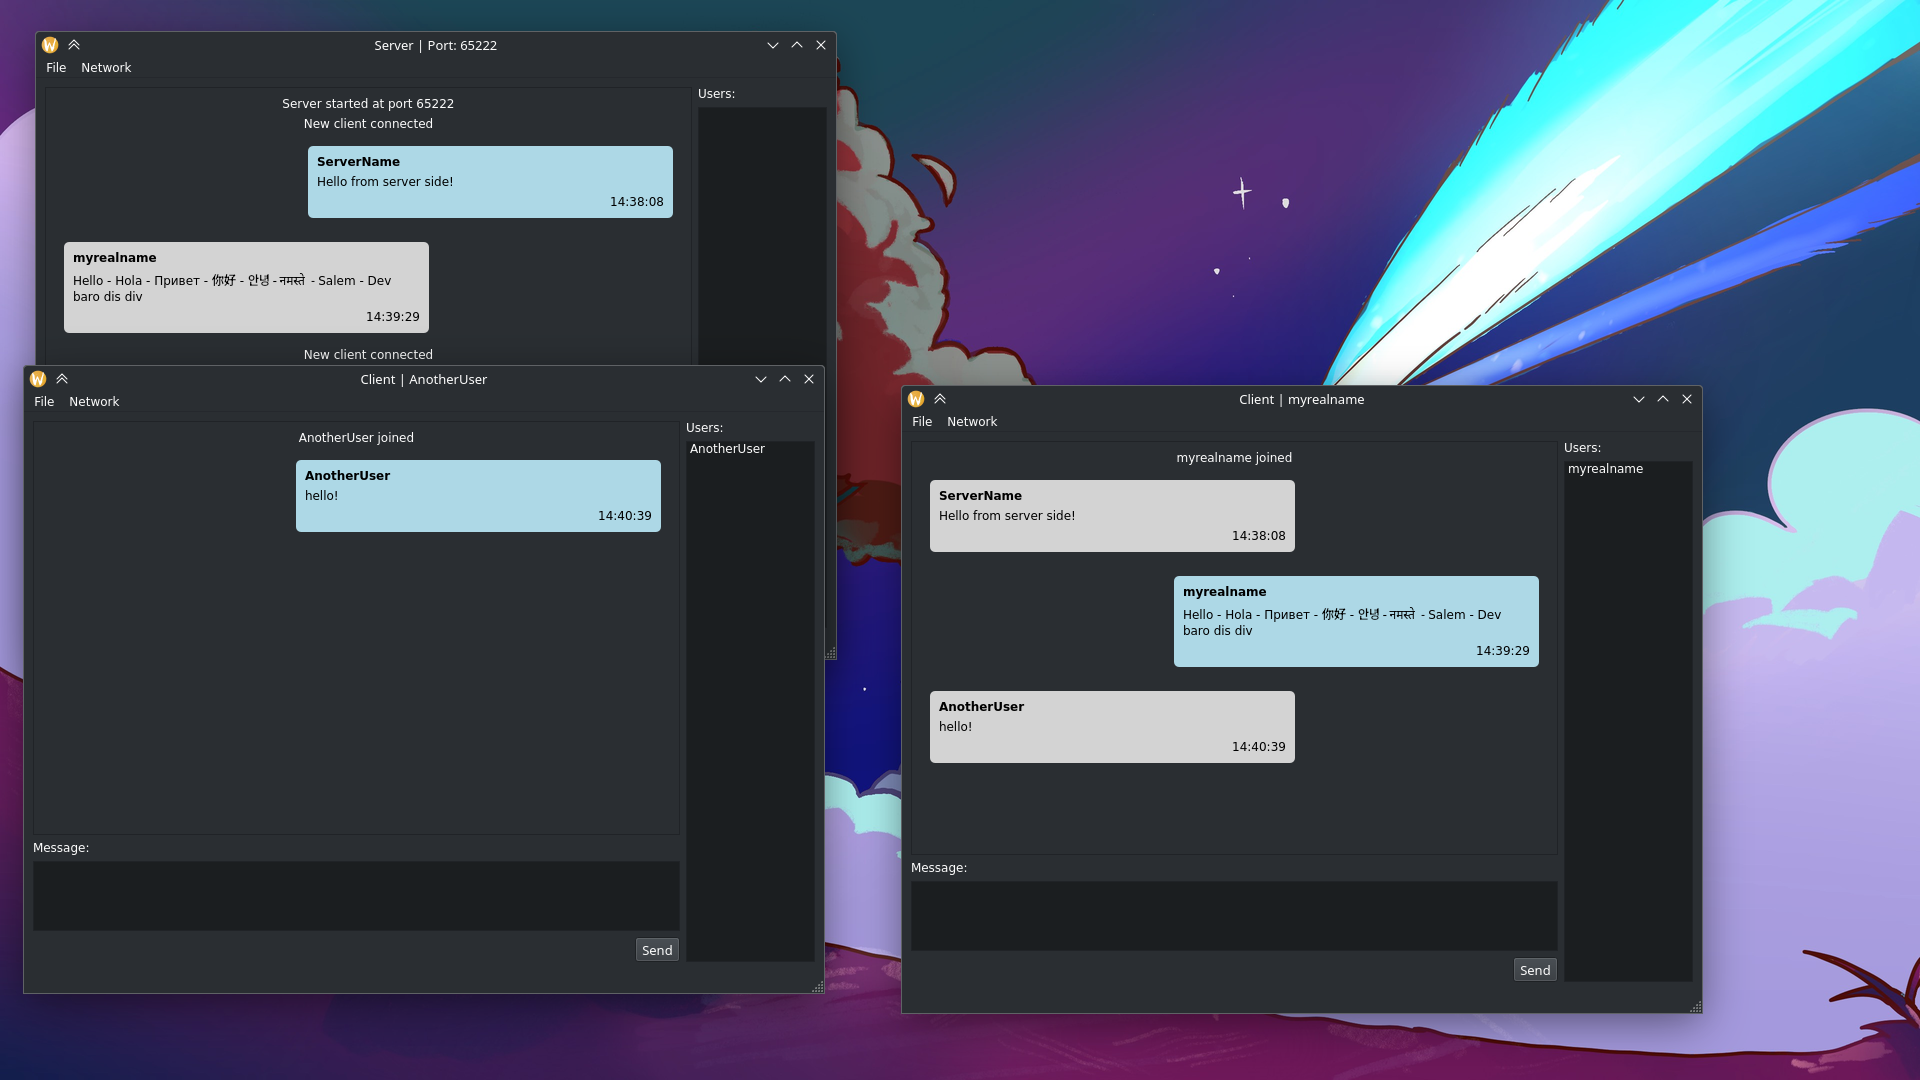 Server | Port: 65222
File Network
Server started at port 65222
New client connected
ServerName
Hello from server side!
14:38:08
myrealname
Hello - Hola - Привет - 你好 - 안녕 - नमस्ते - Salem - Dev
baro dis div
14:39:29
New client connected
Users:
Client | AnotherUser
File Network
AnotherUser joined
AnotherUser
hello!
14:40:39
Users:
AnotherUser
Message:
Send
Client | myrealname
File Network
myrealname joined
ServerName
Hello from server side!
14:38:08
myrealname
Hello - Hola - Привет - 你好 - 안녕 - नमस्ते - Salem - Dev
baro dis div
14:39:29
AnotherUser
hello!
14:40:39
Users:
myrealname
Message:
Send